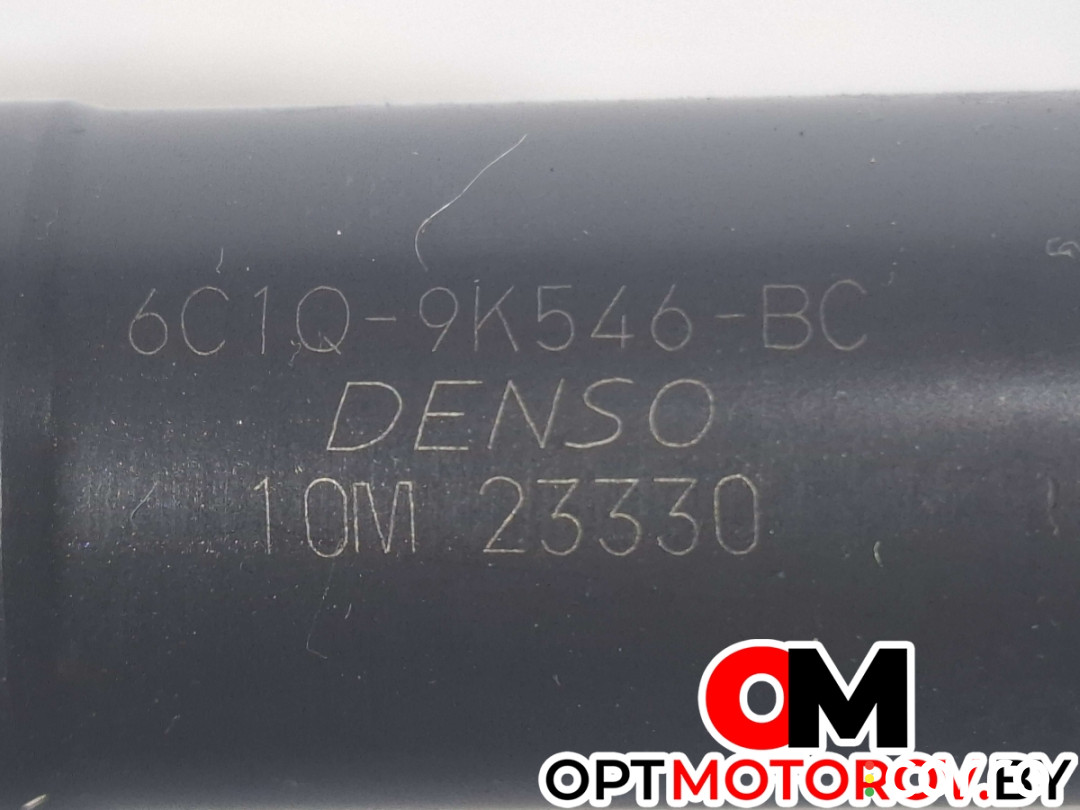 6C1Q-9K546-BC
DENSO
10M 23330
OM
OPTMOTOROV.BY